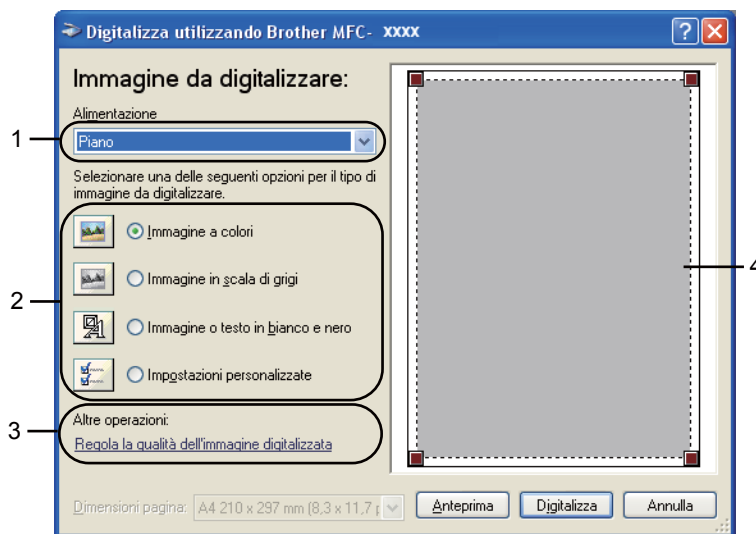 Digitalizza utilizzando Brother MFC- xxxx
Immagine da digitalizzare:
Alimentazione
1
Piano
Selezionare una delle seguenti opzioni per il tipo di
immagine da digitalizzare.
Immagine a colori
4
Immagine in scala di grigi
2
Immagine o testo in bianco e nero
Impostazioni personalizzate
Altre operazioni:
3
Regola la qualità dell'immagine digitalizzata
Dimensioni pagina: A4 210 x 297 mm (8,3 x 11,7
Anteprima
Digitalizza
Annulla